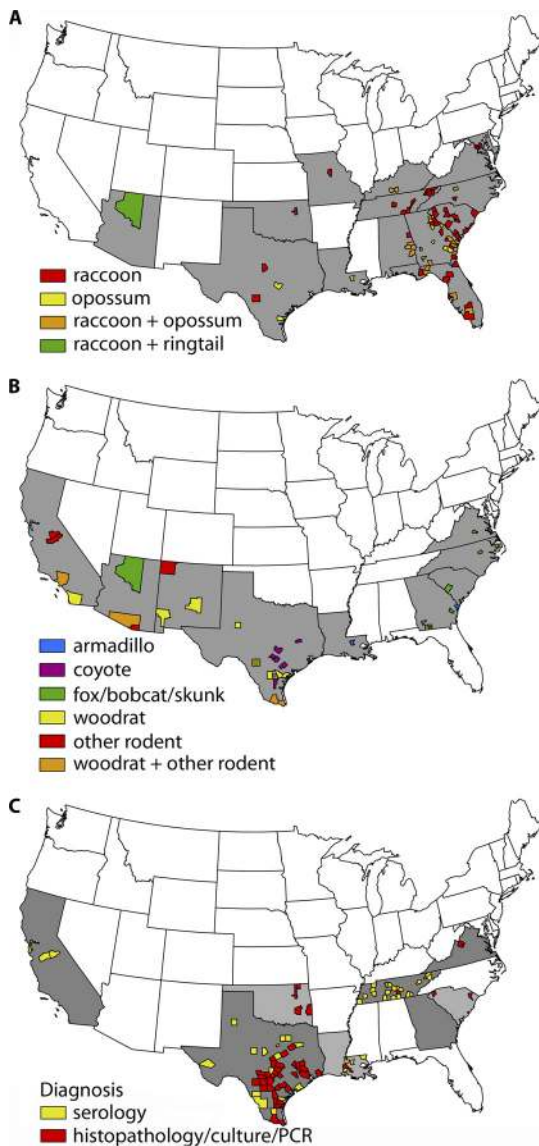 A
raccoon
opossum
raccoon + opossum
raccoon + ringtail
B
armadillo
coyote
fox/bobcat/skunk
woodrat
other rodent
woodrat + other rodent
C
Diagnosis
serology
histopathology/culture/PCR